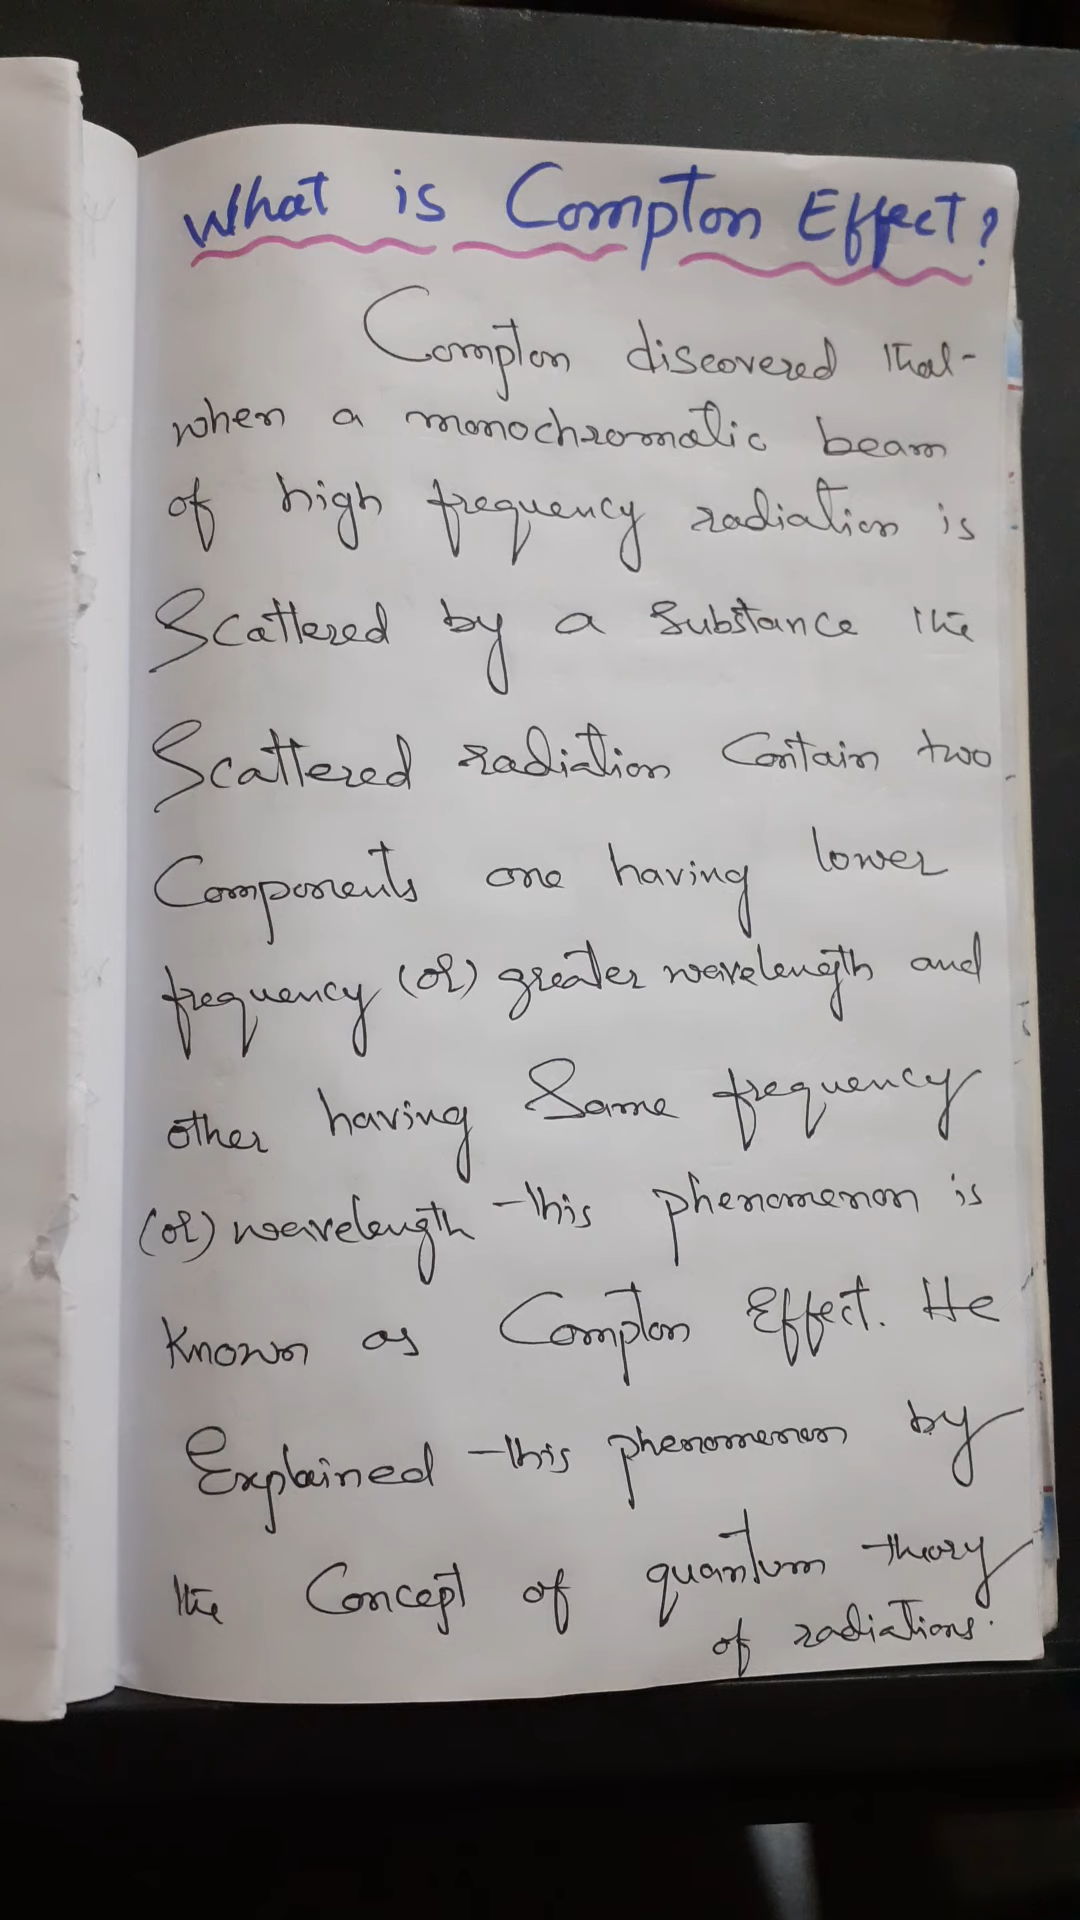 What is Compton Effect?
Compton discovered that
when a monochromatic beam
of high frequency radiation is
Scattered by a Substance the
Scattered radiation Contain two
Components one having lower
frequency (or) greater wavelength and
other having Same frequency
(or) wavelength this phenomenon is
Known as Compton Effect. He
Explained this phenomenon by
the Concept of quantum theory
of radiations.